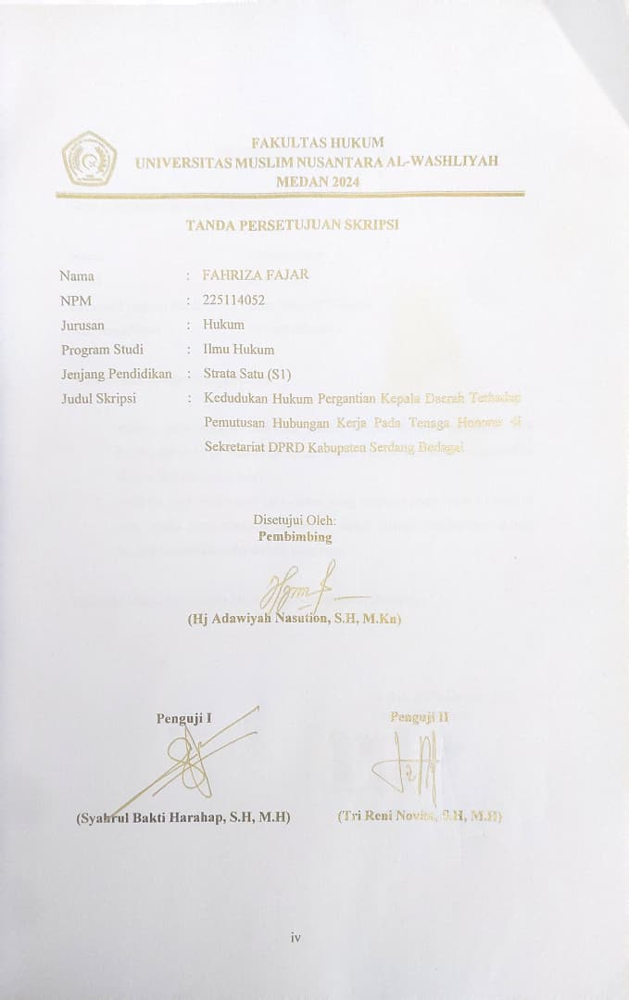 FAKULTAS HUKUM
UNIVERSITAS MUSLIM NUSANTARA AL-WASHLIYAH
MEDAN 2024
TANDA PERSETUJUAN SKRIPSI
Nama : FAHRIZA FAJAR
NPM : 225114052
Jurusan : Hukum
Program Studi : Ilmu Hukum
Jenjang Pendidikan : Strata Satu (S1)
Judul Skripsi : Kedudukan Hukum Pergantian Kepala Daerah Terhadap
Pemutusan Hubungan Kerja Pada Tenaga Honorer di
Sekretariat DPRD Kabupaten Serdang Bedagai
Disetujui Oleh:
Pembimbing
(Hj Adawiyah Nasution, S.H, M.Kn)
Penguji I Penguji II
(Syahrul Bakti Harahap, S.H, M.H) (Tri Reni Novita, S.H, M.H)
iv